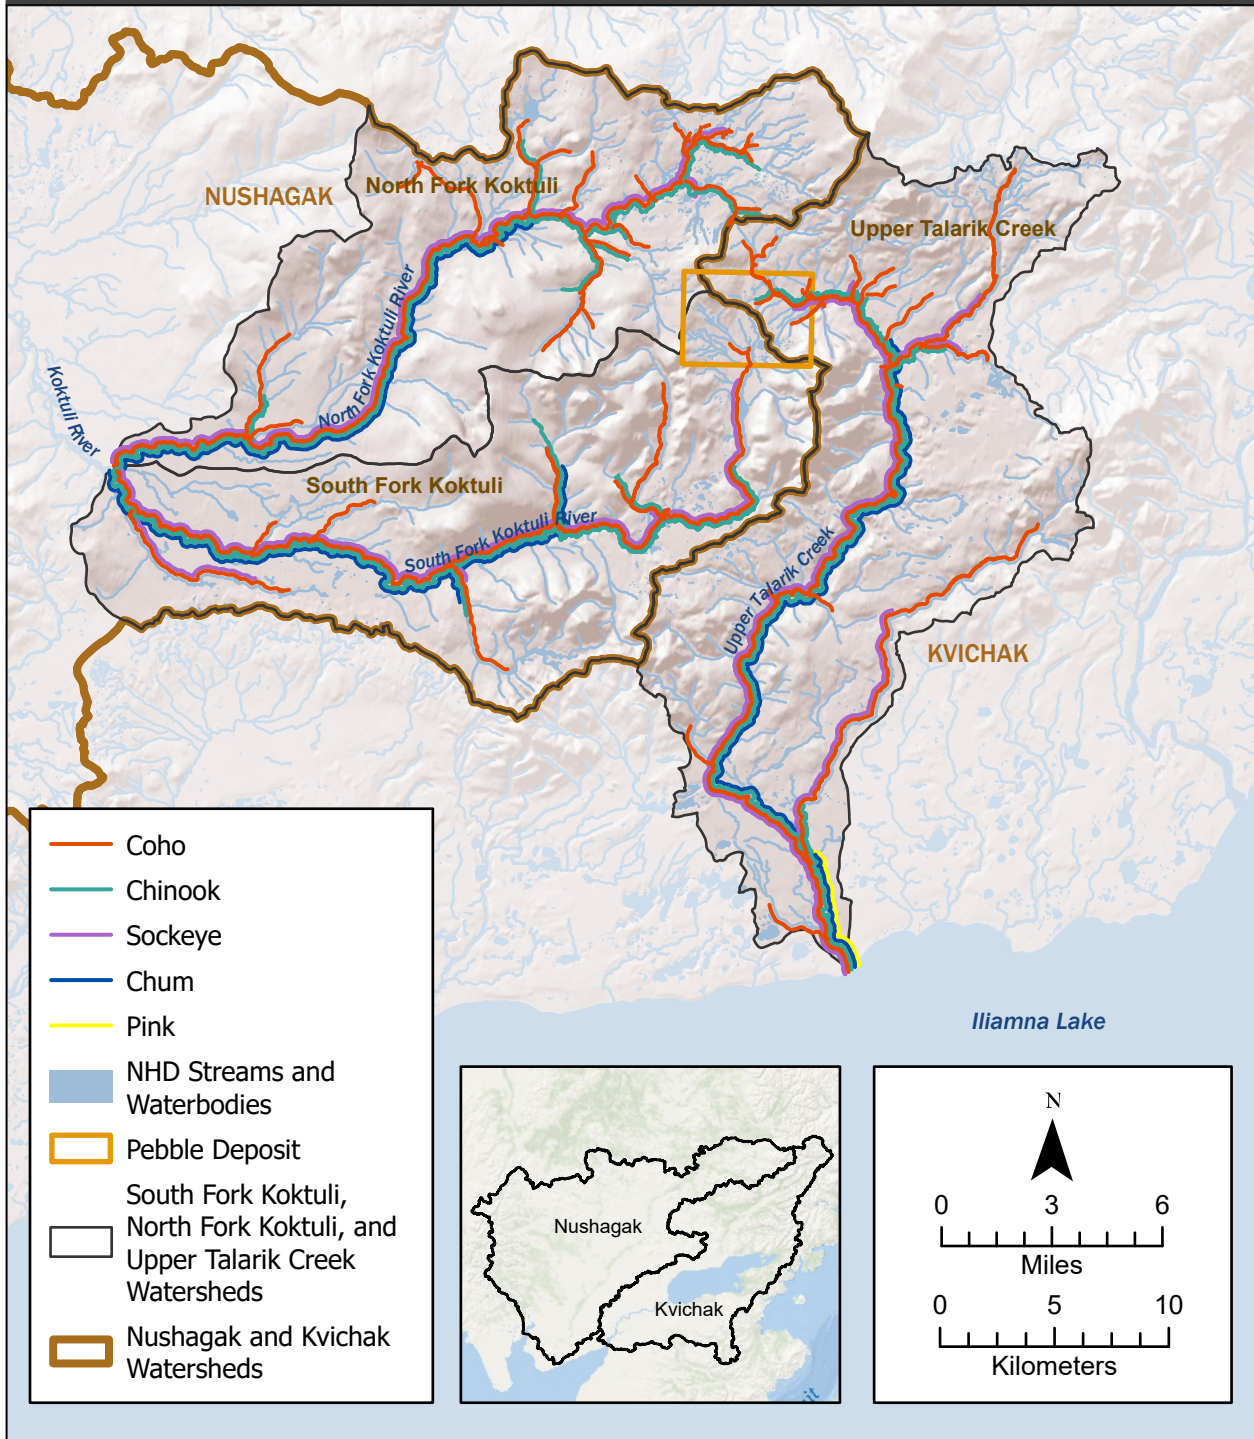 NUSHAGAK
North Fork Koktuli
Upper Talarik Creek
North Fork Koktuli River
Koktuli River
South Fork Koktuli
South Fork Koktuli River
Upper Talarik Creek
KVICHAK
Coho
Chinook
Sockeye
Chum
Pink
NHD Streams and
Waterbodies
Pebble Deposit
South Fork Koktuli,
North Fork Koktuli, and
Upper Talarik Creek
Watersheds
Nushagak and Kvichak
Watersheds
Iliamna Lake
Nushagak
Kvichak
N
0 3 6
Miles
0 5 10
Kilometers